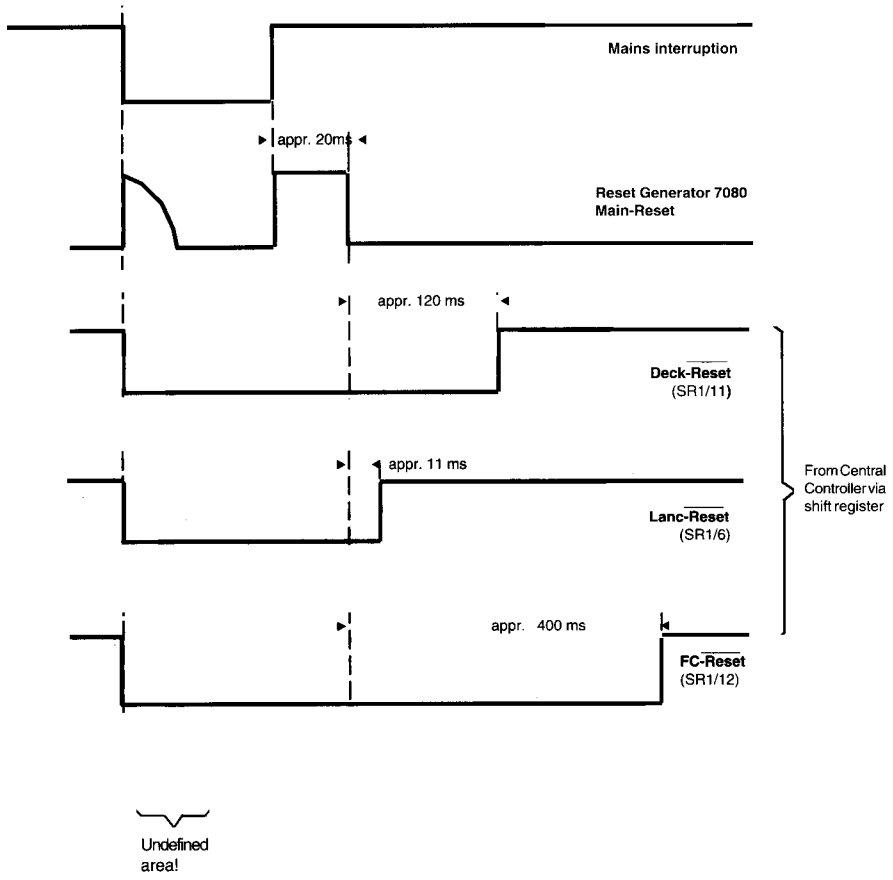 Mains interruption
appr. 20ms
Reset Generator 7080
Main-Reset
appr. 120 ms
Deck-Reset
(SR1/11)
appr. 11 ms
Lanc-Reset
(SR1/6)
From Central
Controller via
shift register
appr. 400 ms
FC-Reset
(SR1/12)
Undefined
area!